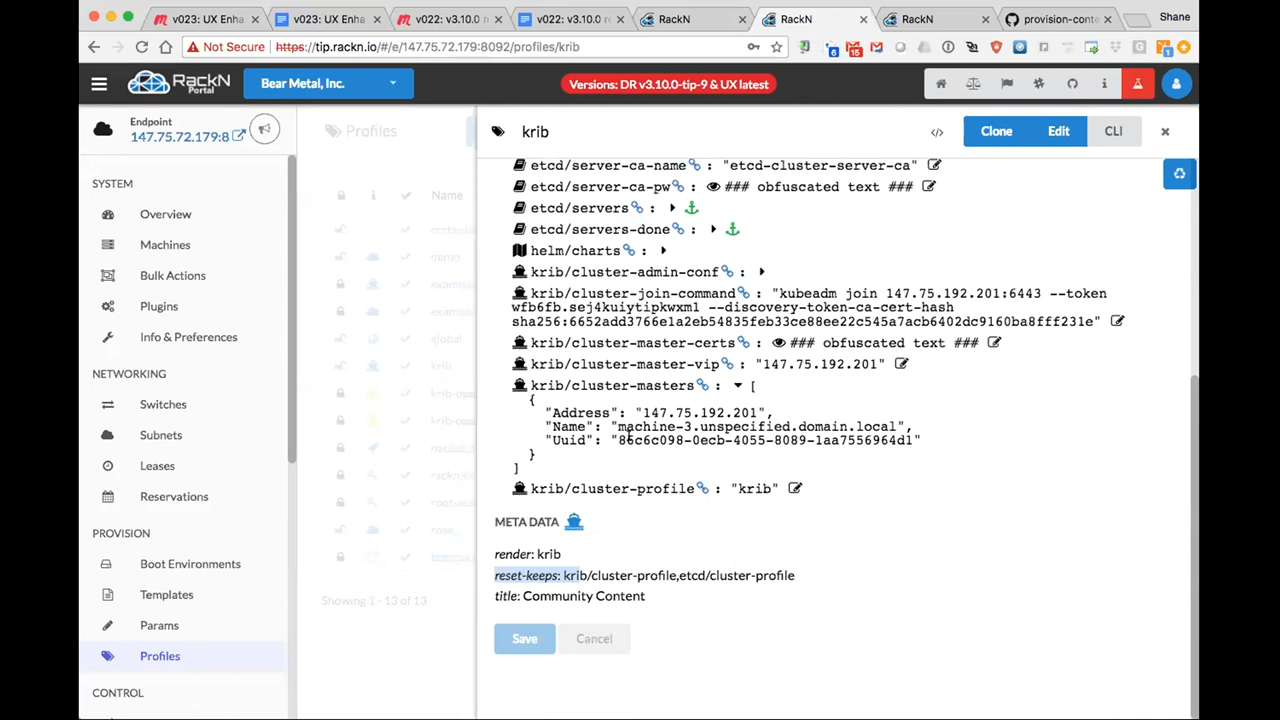 v023: UX Enha
v023: UX Enha
v022: v3.10.0 re
v022: v3.10.0 re
RackN
RackN
RackN
provision-conte
Shane
Not Secure https://tip.rackn.io/#/e/147.75.72.179:8092/profiles/krib
RackN Portal
Bear Metal, Inc.
Versions: DR v3.10.0-tip-9 & UX latest
Endpoint
147.75.72.179:8
SYSTEM
Overview
Machines
Bulk Actions
Plugins
Info & Preferences
NETWORKING
Switches
Subnets
Leases
Reservations
PROVISION
Boot Environments
Templates
Params
Profiles
CONTROL
Profiles
Name
demo
global
krib
Showing 1 - 13 of 13
krib
Clone
Edit
CLI
etcd/server-ca-name : "etcd-cluster-server-ca"
etcd/server-ca-pw : ### obfuscated text ###
etcd/servers :
etcd/servers-done :
helm/charts :
krib/cluster-admin-conf :
krib/cluster-join-command : "kubeadm join 147.75.192.201:6443 --token
wfb6fb.sej4kuiytipkwxml --discovery-token-ca-cert-hash
sha256:6652add3766e1a2eb54835feb33ce88ee22c545a7acb6402dc9160ba8fff231e"
krib/cluster-master-certs : ### obfuscated text ###
krib/cluster-master-vip : "147.75.192.201"
krib/cluster-masters : [
{
"Address": "147.75.192.201",
"Name": "machine-3.unspecified.domain.local",
"Uuid": "86c6c098-0ecb-4055-8089-1aa7556964d1"
}
]
krib/cluster-profile : "krib"
META DATA
render: krib
reset-keeps: krib/cluster-profile,etcd/cluster-profile
title: Community Content
Save
Cancel